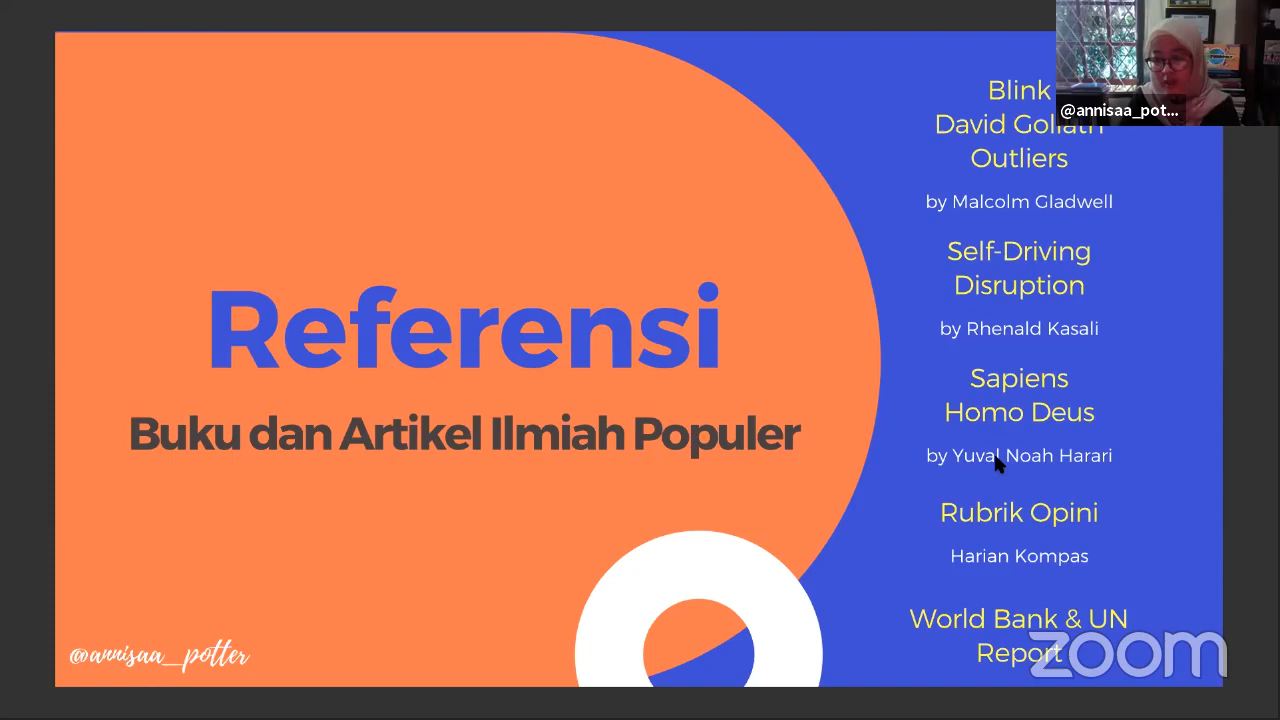 Referensi
Buku dan Artikel Ilmiah Populer
@annisaa_potter
Blink
David Goliath
Outliers
by Malcolm Gladwell
Self-Driving
Disruption
by Rhenald Kasali
Sapiens
Homo Deus
by Yuval Noah Harari
Rubrik Opini
Harian Kompas
World Bank & UN
Report
@annisaa_pot...
zoom